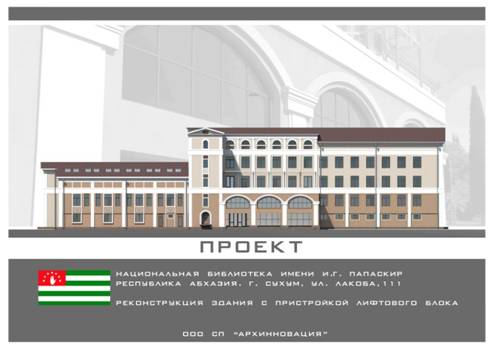 ПРОЕКТ
НАЦИОНАЛЬНАЯ БИБЛИОТЕКА ИМЕНИ И.Г. ПАПАСКИР
РЕСПУБЛИКА АБХАЗИЯ. Г. СУХУМ, УЛ. ЛАКОБА,111
РЕКОНСТРУКЦИЯ ЗДАНИЯ С ПРИСТРОЙКОЙ ЛИФТОВОГО БЛОКА
ООО СП "АРХИННОВАЦИЯ"